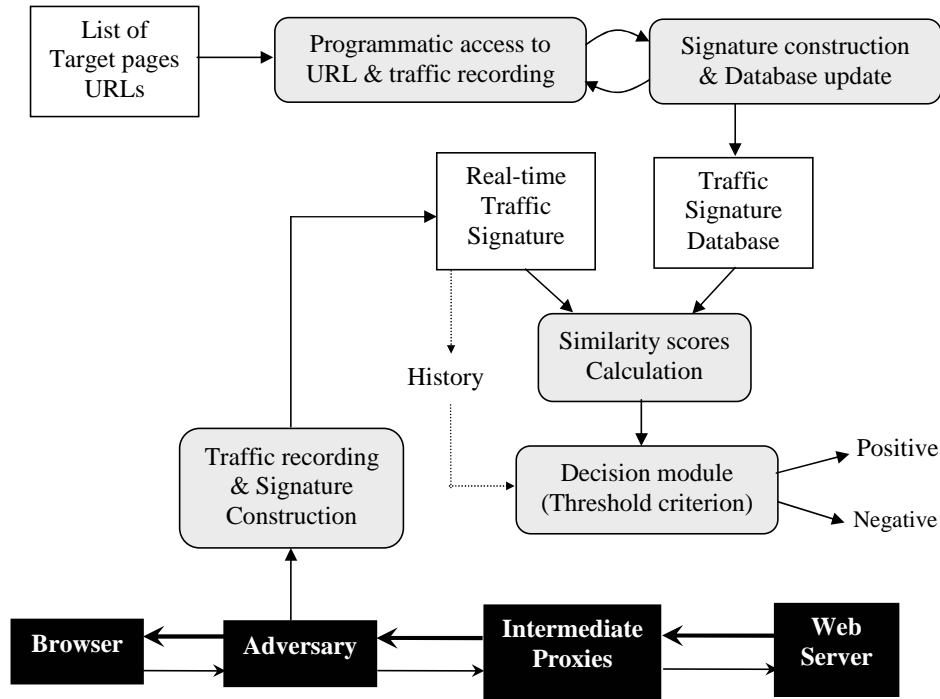 List of
Target pages
URLs
Programmatic access to
URL & traffic recording
Signature construction
& Database update
Real-time
Traffic
Signature
Traffic
Signature
Database
Similarity scores
Calculation
History
Traffic recording
& Signature
Construction
Decision module
(Threshold criterion)
Positive
Negative
Browser
Adversary
Intermediate
Proxies
Web
Server